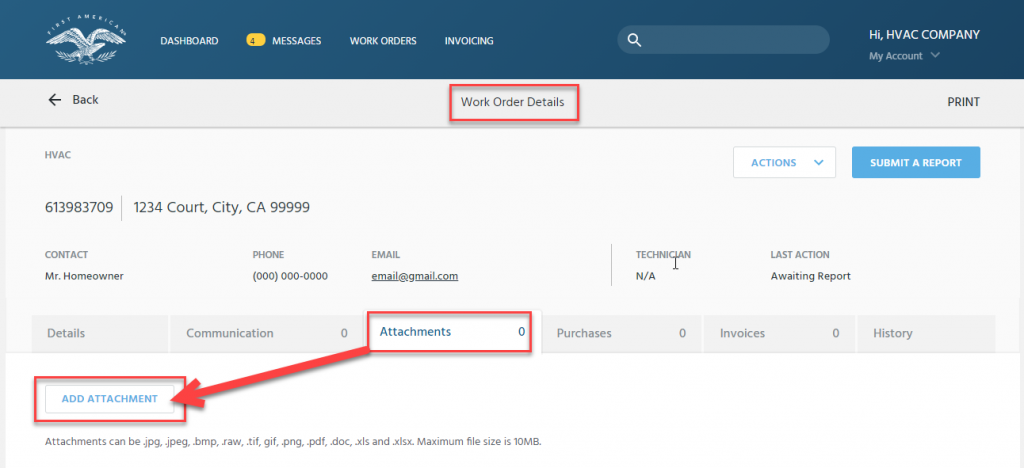 FIRST AMERICAN
DASHBOARD
4 MESSAGES
WORK ORDERS
INVOICING
Hi, HVAC COMPANY
My Account
Back
Work Order Details
PRINT
HVAC
ACTIONS
SUBMIT A REPORT
613983709 1234 Court, City, CA 99999
CONTACT PHONE EMAIL TECHNICIAN LAST ACTION
Mr. Homeowner (000) 000-0000 email@gmail.com N/A Awaiting Report
Details Communication 0 Attachments 0 Purchases 0 Invoices 0 History
ADD ATTACHMENT
Attachments can be .jpg, .jpeg, .bmp, .raw, .tif, gif, .png, .pdf, .doc, .xls and .xlsx. Maximum file size is 10MB.